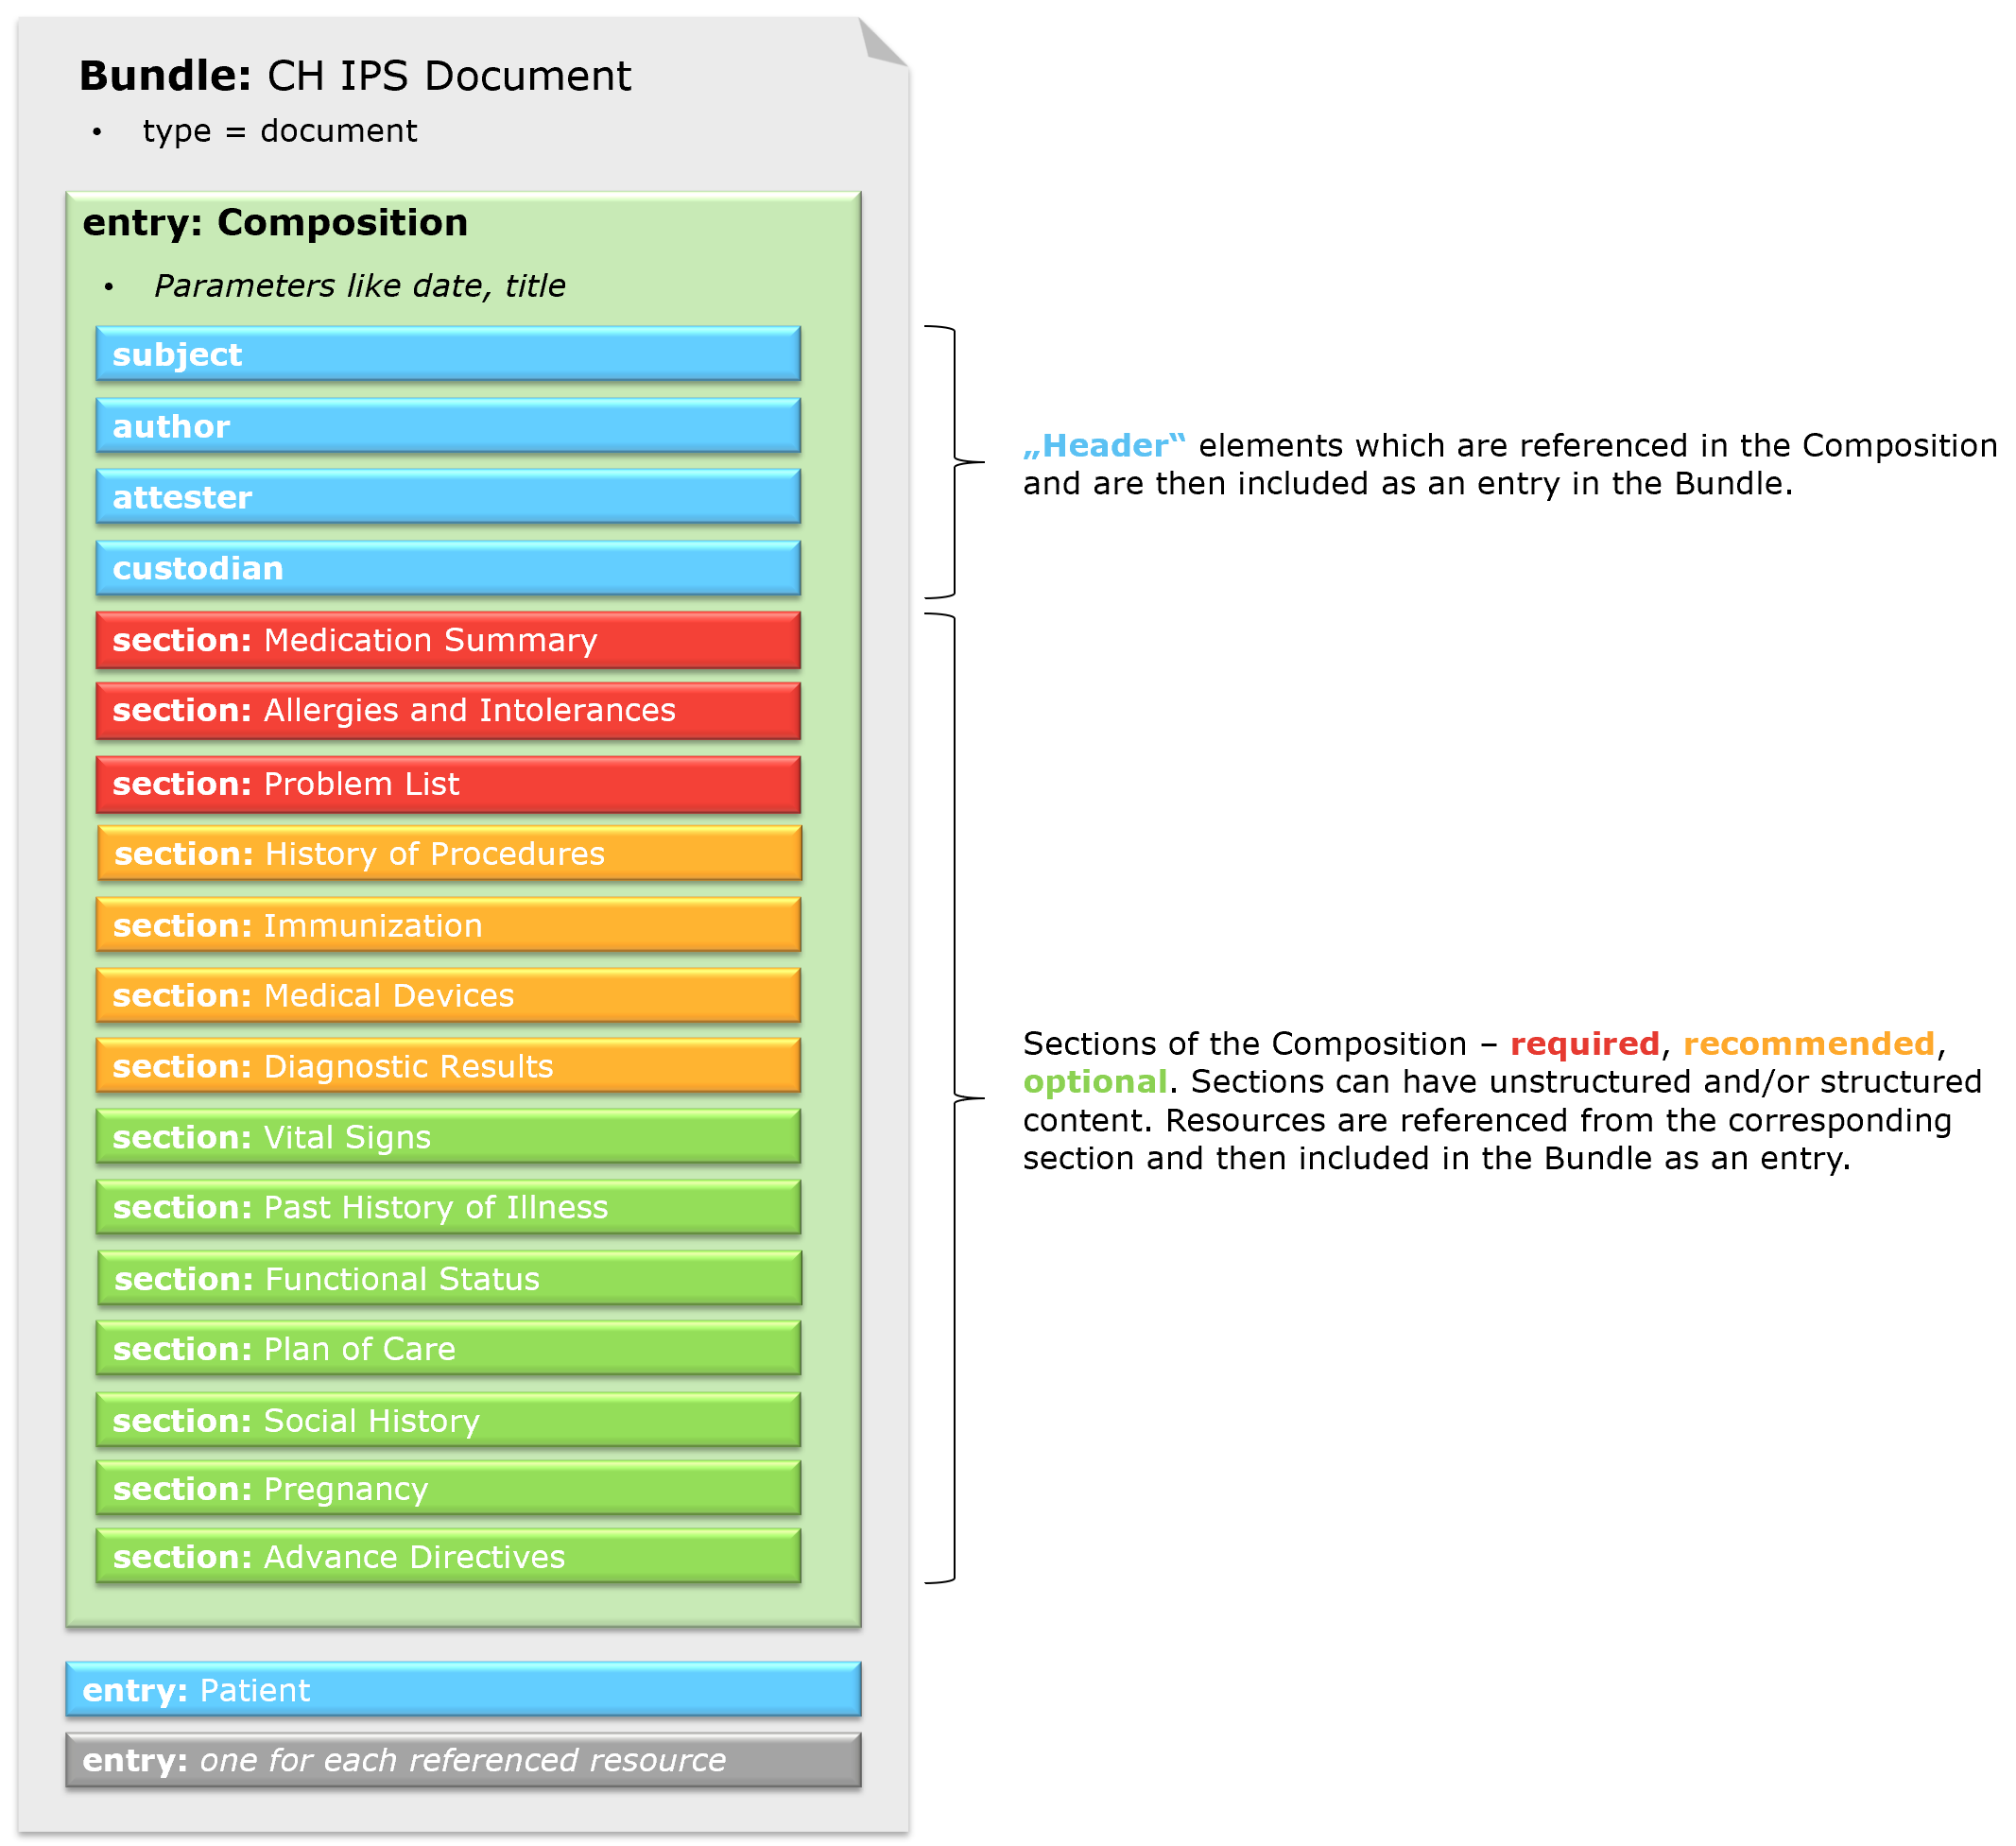 Bundle: CH IPS Document
• type = document
entry: Composition
• Parameters like date, title
subject
author
attester
custodian
section: Medication Summary
section: Allergies and Intolerances
section: Problem List
section: History of Procedures
section: Immunization
section: Medical Devices
section: Diagnostic Results
section: Vital Signs
section: Past History of Illness
section: Functional Status
section: Plan of Care
section: Social History
section: Pregnancy
section: Advance Directives
entry: Patient
entry: one for each referenced resource
„Header“ elements which are referenced in the Composition
and are then included as an entry in the Bundle.
Sections of the Composition – required, recommended,
optional. Sections can have unstructured and/or structured
content. Resources are referenced from the corresponding
section and then included in the Bundle as an entry.